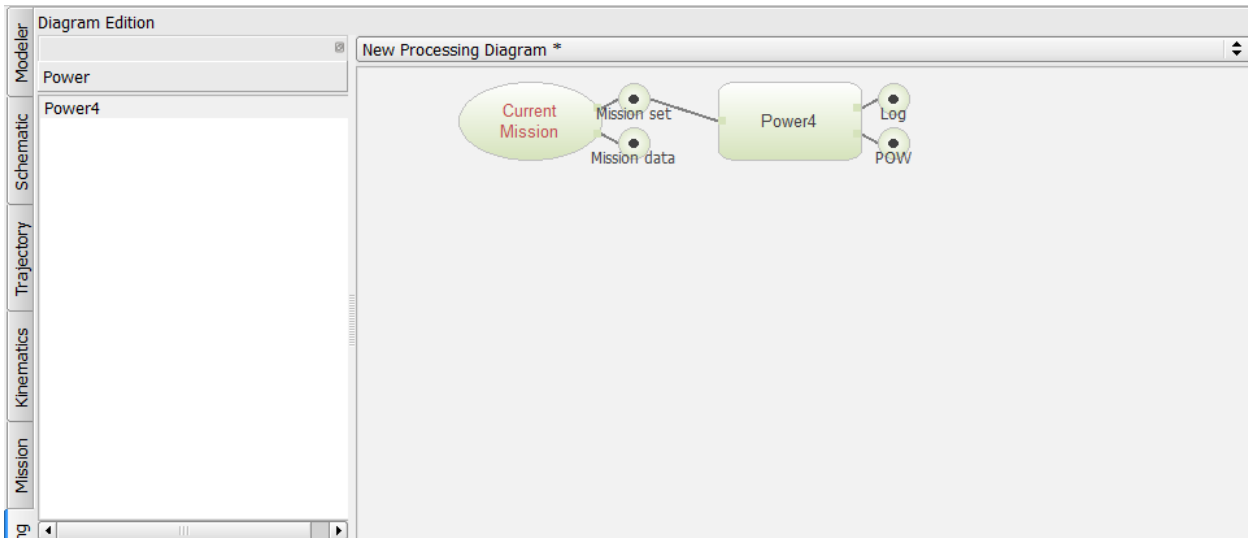 Diagram Edition
New Processing Diagram *
Power
Power4
Modeler
Schematic
Trajectory
Kinematics
Mission
ng
Current
Mission
Mission set
Mission data
Power4
Log
POW